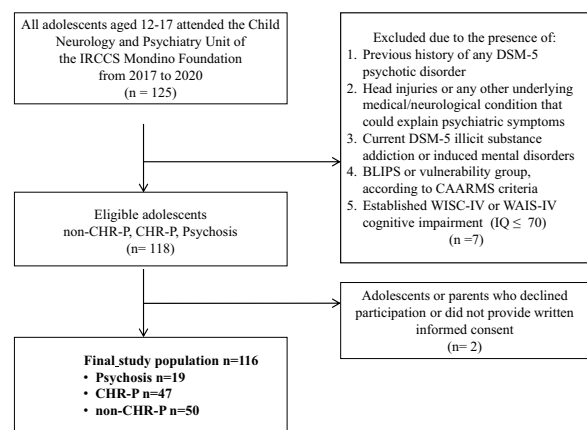 All adolescents aged 12-17 attended the Child
Neurology and Psychiatry Unit of
the IRCCS Mondino Foundation
from 2017 to 2020
(n = 125)
Excluded due to the presence of:
1. Previous history of any DSM-5
psychotic disorder
2. Head injuries or any other underlying
medical/neurological condition that
could explain psychiatric symptoms
3. Current DSM-5 illicit substance
addiction or induced mental disorders
4. BLIPS or vulnerability group,
according to CAARMS criteria
5. Established WISC-IV or WAIS-IV
cognitive impairment (IQ ≤ 70)
(n =7)
Eligible adolescents
non-CHR-P, CHR-P, Psychosis
(n= 118)
Adolescents or parents who declined
participation or did not provide written
informed consent
(n= 2)
Final study population n=116
• Psychosis n=19
• CHR-P n=47
• non-CHR-P n=50